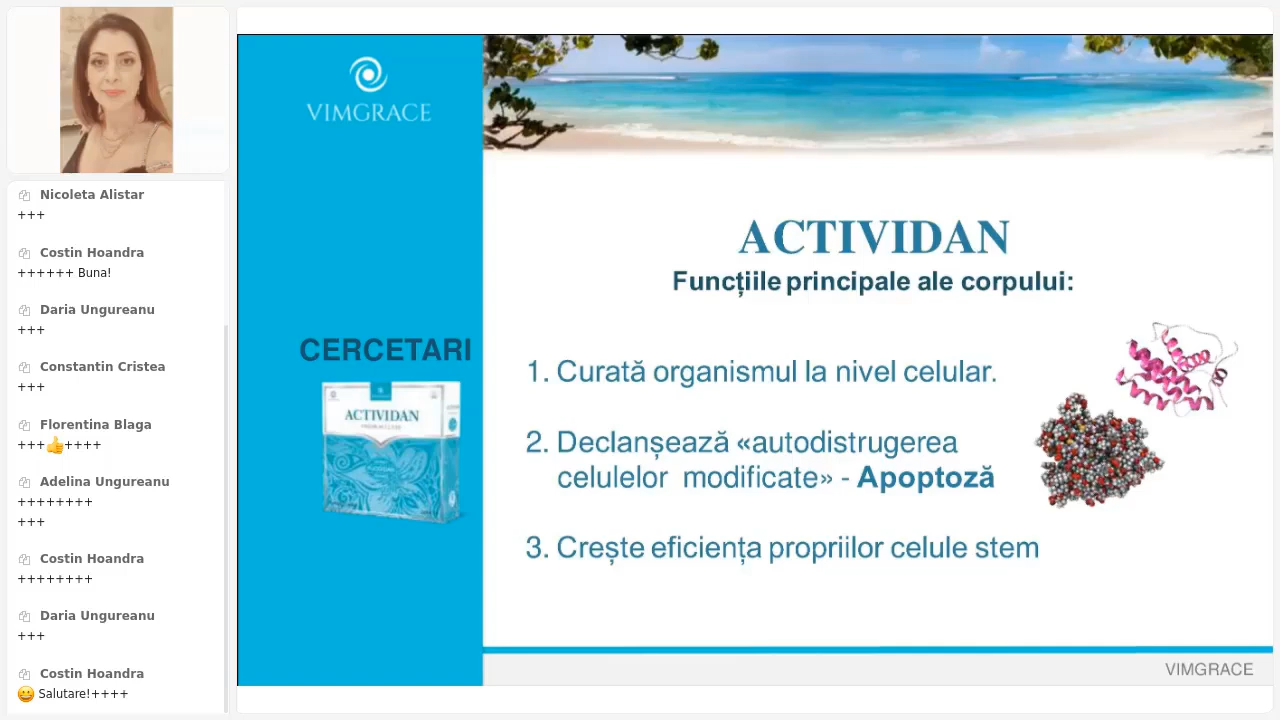 Nicoleta Alistar
+++
Costin Hoandra
++++++ Buna!
Daria Ungureanu
+++
Constantin Cristea
+++
Florentina Blaga
+++👍++++
Adelina Ungureanu
++++++++
+++
Costin Hoandra
++++++++
Daria Ungureanu
+++
Costin Hoandra
😀 Salutare!++++
VIMGRACE
CERCETARI
ACTIVIDAN
ACTIVIDAN
Funcțiile principale ale corpului:
1. Curată organismul la nivel celular.
2. Declanșează «autodistrugerea
celulelor modificate» - Apoptoză
3. Crește eficiența propriilor celule stem
VIMGRACE